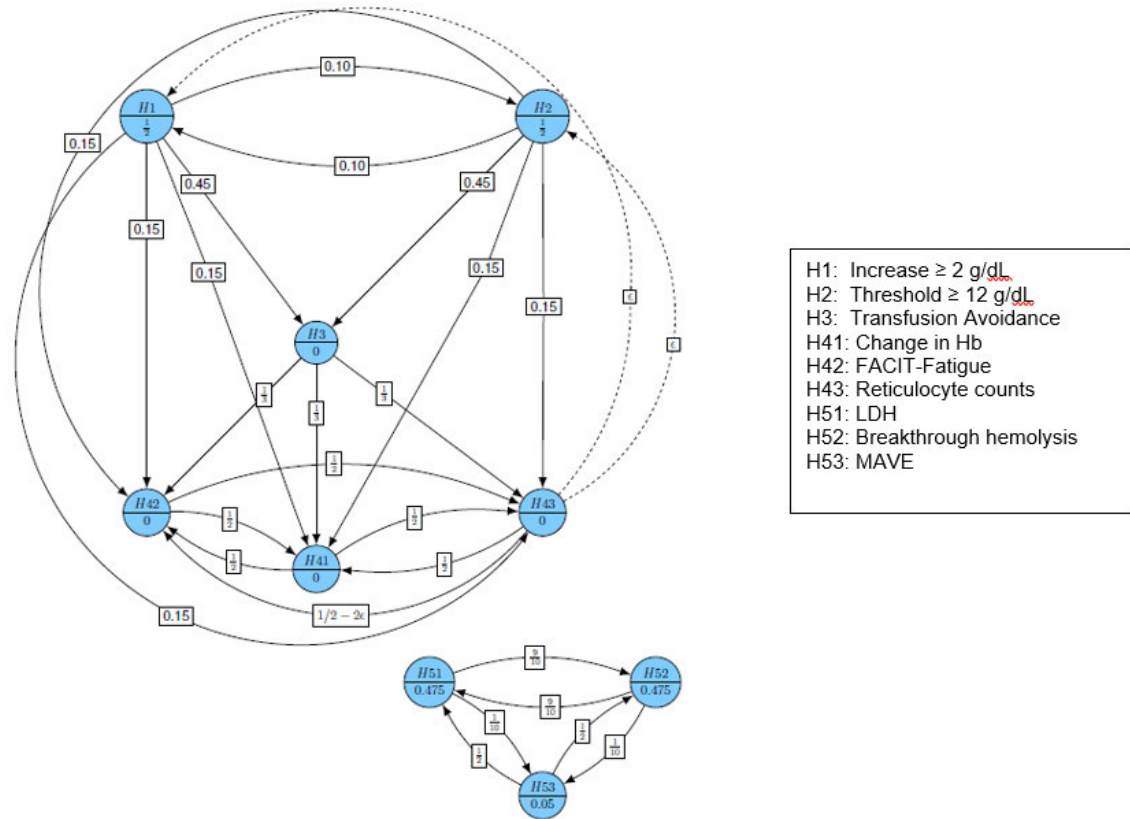 0.10
H1
1/2
H2
1/2
0.15
0.10
0.45
0.45
0.15
0.15
0.15
0.15
ϵ
H3
0
ϵ
1/3
1/3
1/3
1/2
H42
0
H43
0
1/2
1/2
H41
0
1/2
1/2
0.15
1/2 − 2ϵ
H1: Increase ≥ 2 g/dL
H2: Threshold ≥ 12 g/dL
H3: Transfusion Avoidance
H41: Change in Hb
H42: FACIT-Fatigue
H43: Reticulocyte counts
H51: LDH
H52: Breakthrough hemolysis
H53: MAVE
9/10
H51
0.475
H52
0.475
9/10
1/10
1/2
1/2
1/10
H53
0.05